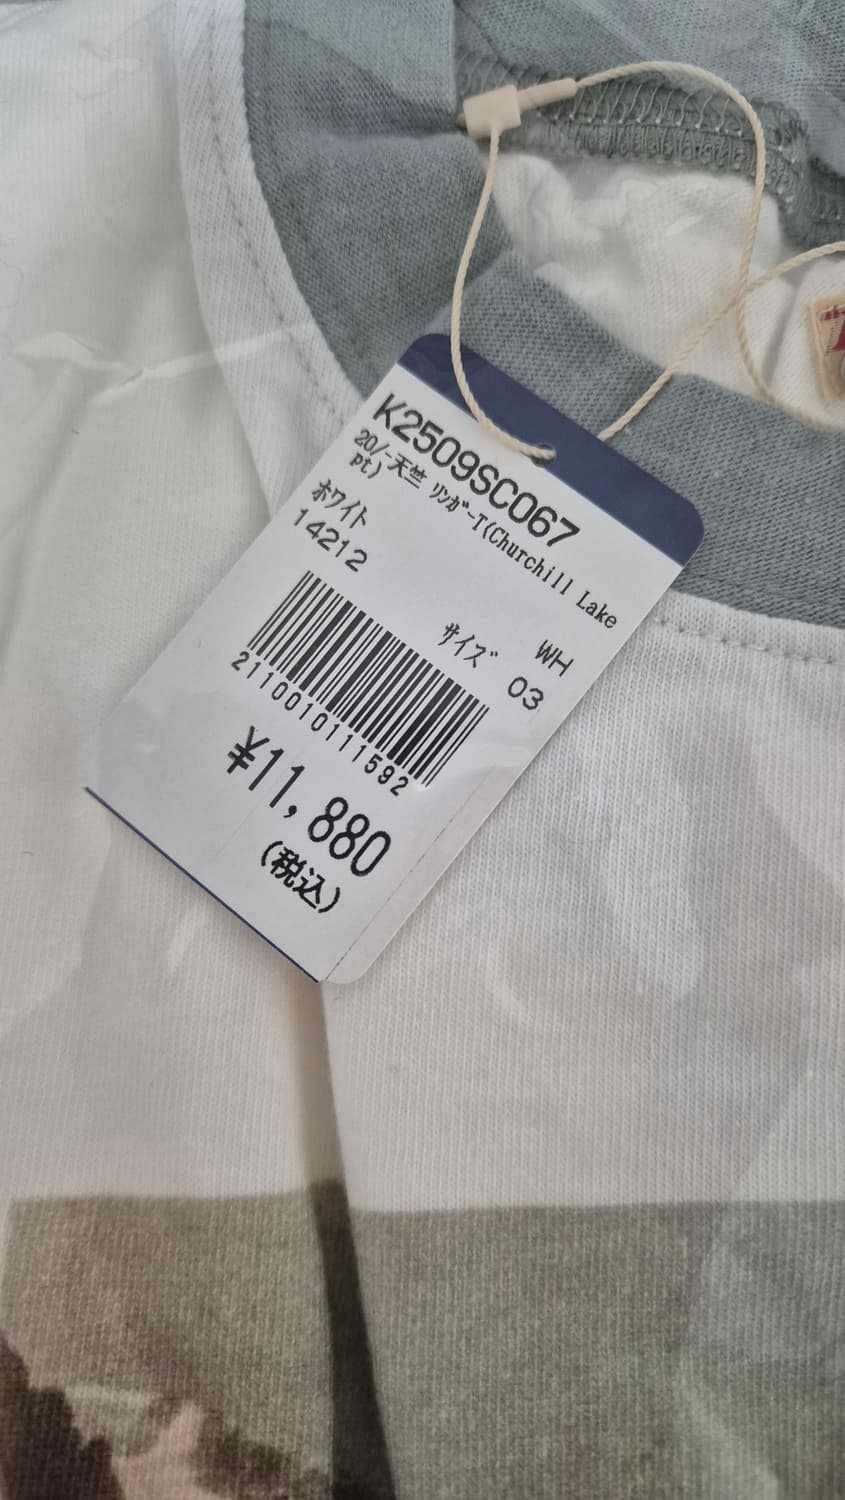 K2509SC067
20/-天竺 ﾘﾝｶﾞｰT(Churchill Lake
pt)
ホワイト WH
14212 サイズ 03
2110010111592
¥11,880
(税込)